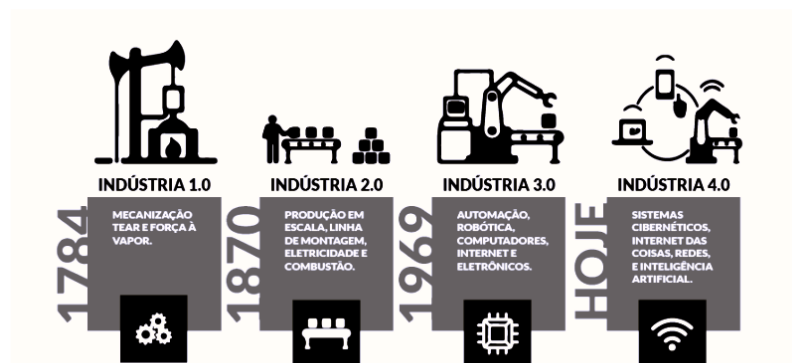 INDÚSTRIA 1.0
1784
MECANIZAÇÃO
TEAR E FORÇA À
VAPOR.
INDÚSTRIA 2.0
1870
PRODUÇÃO EM
ESCALA, LINHA
DE MONTAGEM,
ELETRICIDADE E
COMBUSTÃO.
INDÚSTRIA 3.0
1969
AUTOMAÇÃO,
ROBÓTICA,
COMPUTADORES,
INTERNET E
ELETRÔNICOS.
INDÚSTRIA 4.0
HOJE
SISTEMAS
CIBERNÉTICOS,
INTERNET DAS
COISAS, REDES,
E INTELIGÊNCIA
ARTIFICIAL.